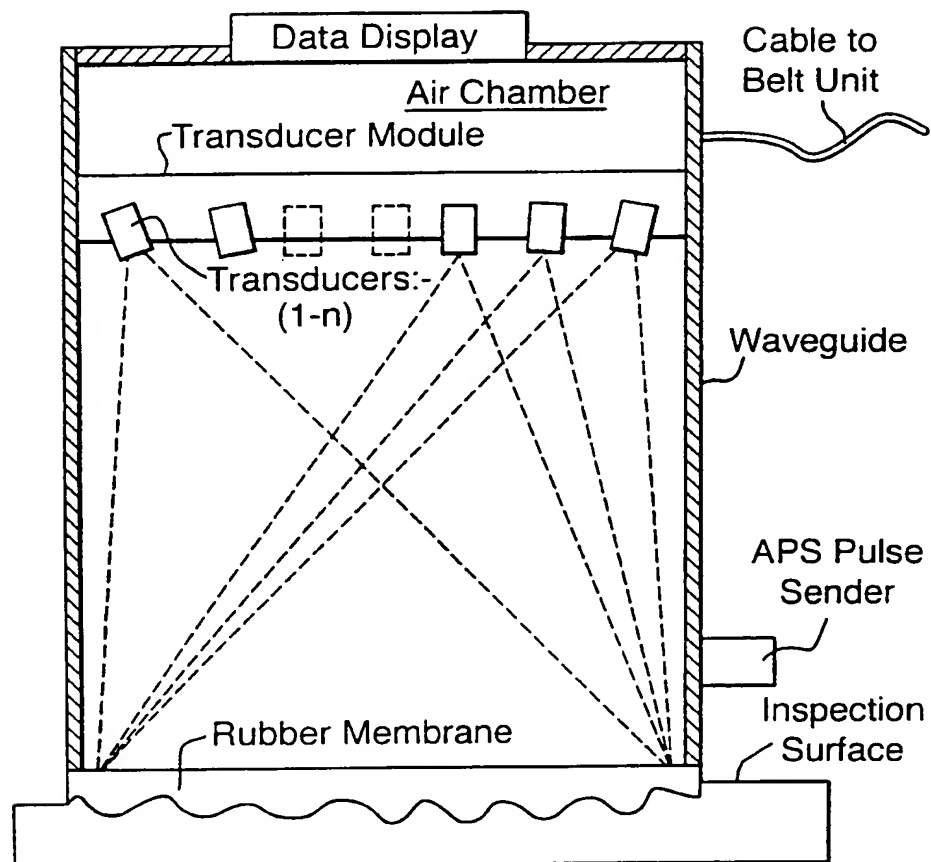 Data Display
Cable to
Belt Unit
Air Chamber
Transducer Module
Transducers:-
(1-n)
Waveguide
APS Pulse
Sender
Inspection
Surface
Rubber Membrane